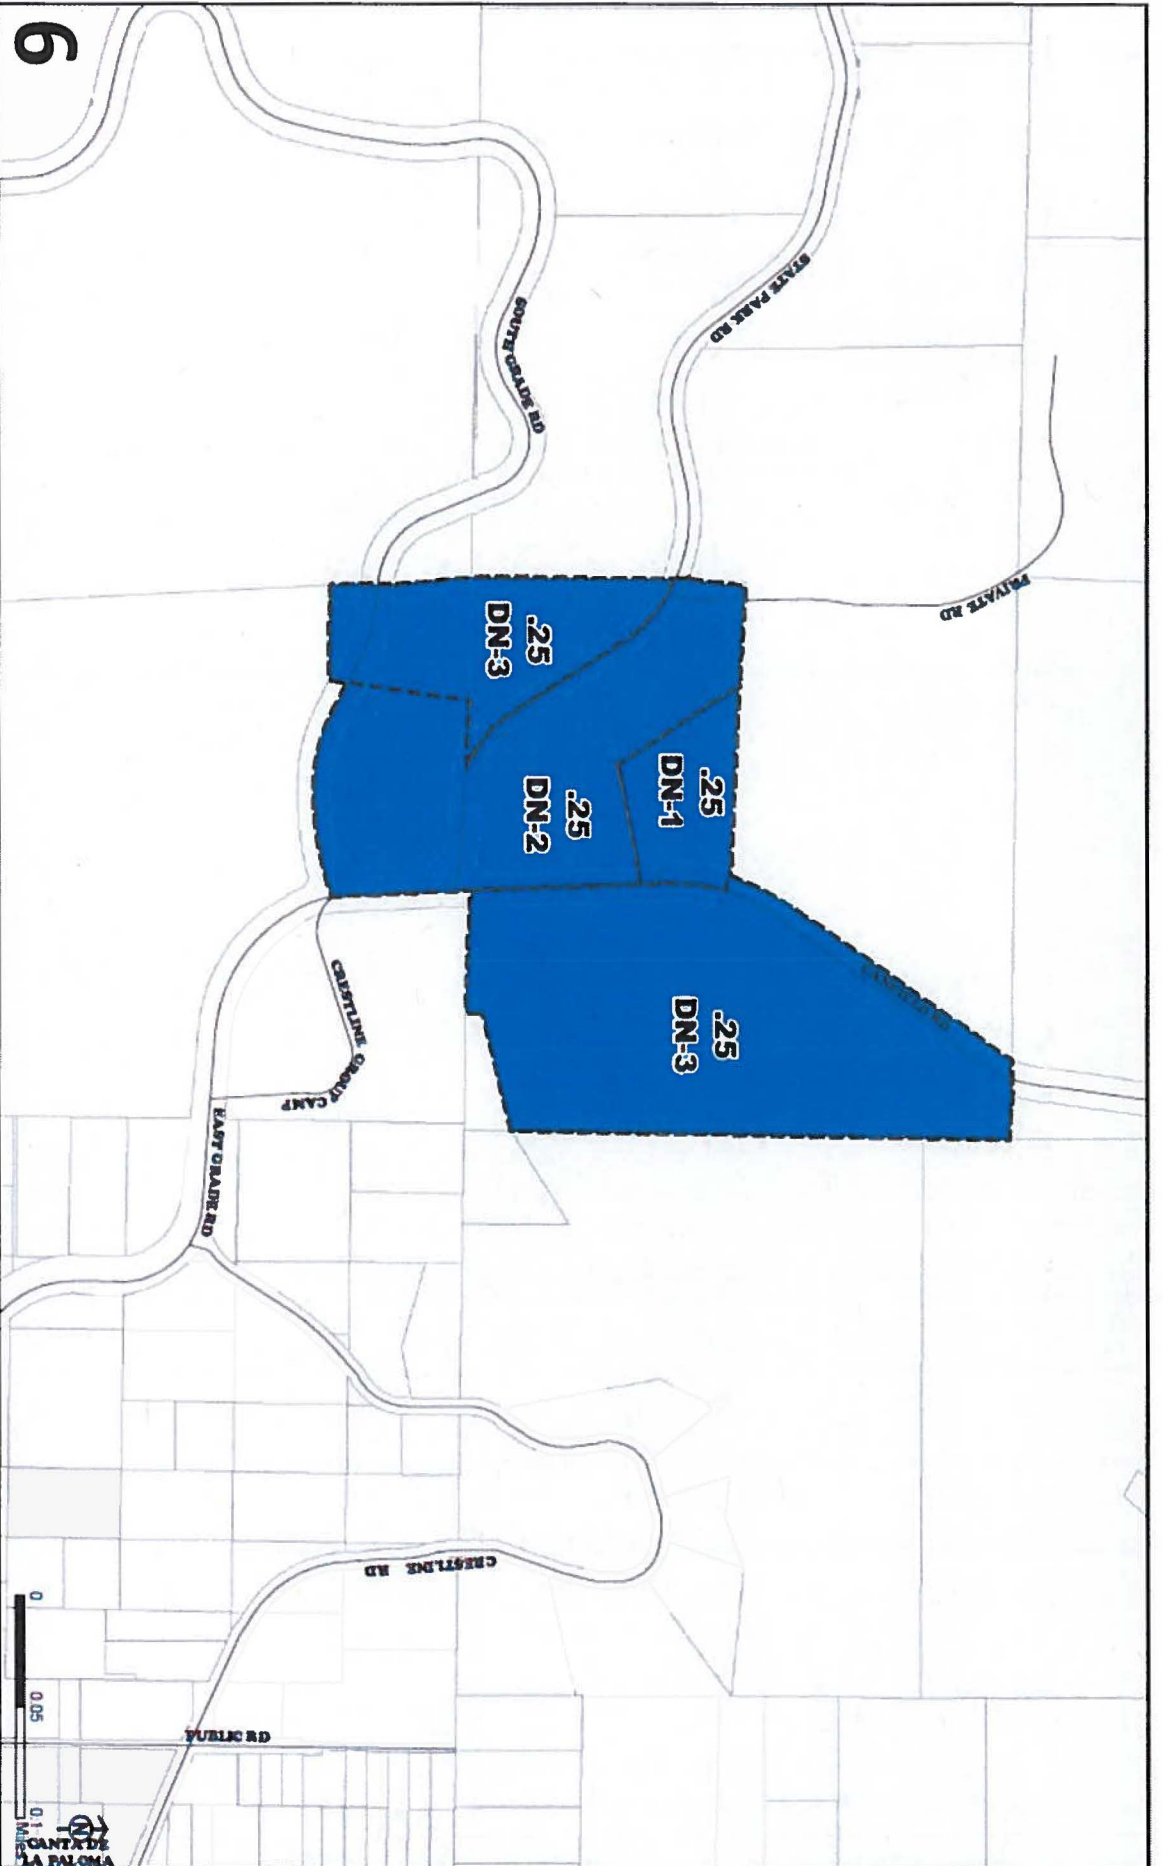 6
STATE PARK RD
PRIVATE RD
SOUTH GRADE RD
.25
DN-3
.25
DN-1
.25
DN-2
.25
DN-3
CRESTLINE GROUP CAMP
EAST GRADE RD
CRESTLINE RD
PUBLIC RD
0
0.05
0.1
Miles
N
CANTA DE
LA PALOMA